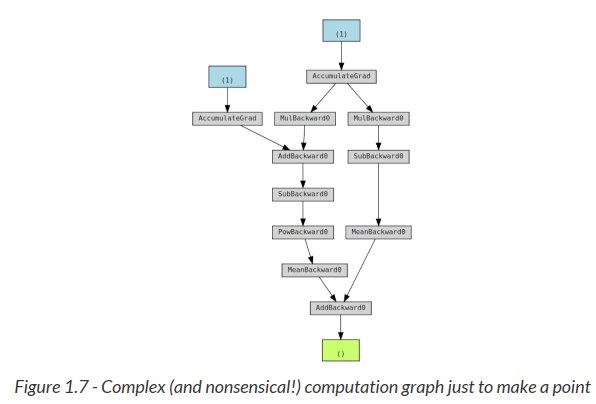 (1)
(1)
AccumulateGrad
AccumulateGrad
MulBackward0
MulBackward0
AddBackward0
SubBackward0
SubBackward0
PowBackward0
MeanBackward0
MeanBackward0
AddBackward0
()
Figure 1.7 - Complex (and nonsensical!) computation graph just to make a point